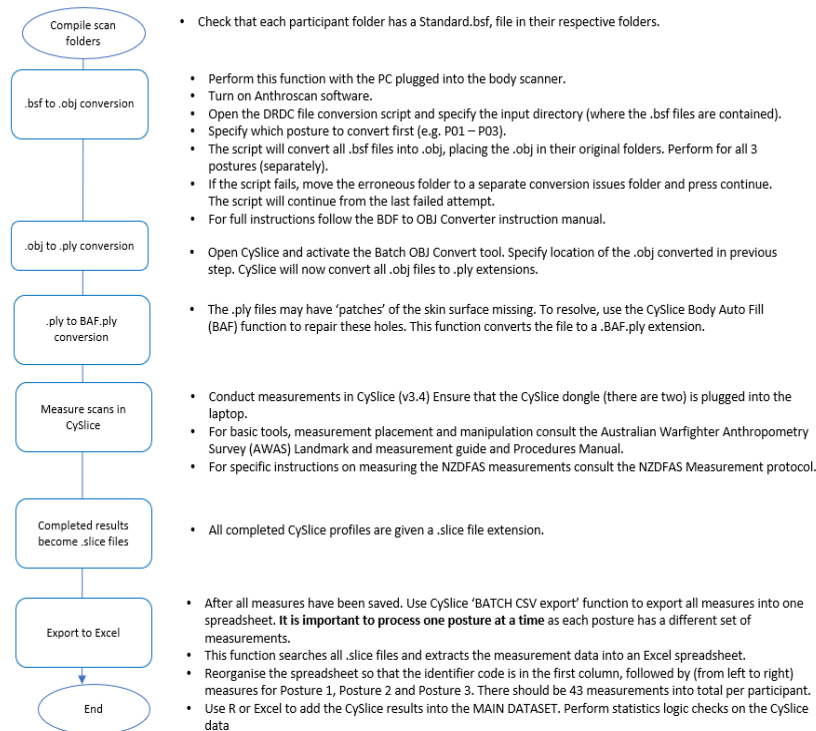 Compile scan
folders
• Check that each participant folder has a Standard.bsf, file in their respective folders.
.bsf to .obj conversion
• Perform this function with the PC plugged into the body scanner.
• Turn on Anthroscan software.
• Open the DRDC file conversion script and specify the input directory (where the .bsf files are contained).
• Specify which posture to convert first (e.g. P01 – P03).
• The script will convert all .bsf files into .obj, placing the .obj in their original folders. Perform for all 3
postures (separately).
• If the script fails, move the erroneous folder to a separate conversion issues folder and press continue.
The script will continue from the last failed attempt.
• For full instructions follow the BDF to OBJ Converter instruction manual.
.obj to .ply conversion
• Open CySlice and activate the Batch OBJ Convert tool. Specify location of the .obj converted in previous
step. CySlice will now convert all .obj files to .ply extensions.
.ply to BAF.ply
conversion
• The .ply files may have ‘patches’ of the skin surface missing. To resolve, use the CySlice Body Auto Fill
(BAF) function to repair these holes. This function converts the file to a .BAF.ply extension.
Measure scans in
CySlice
• Conduct measurements in CySlice (v3.4) Ensure that the CySlice dongle (there are two) is plugged into the
laptop.
• For basic tools, measurement placement and manipulation consult the Australian Warfighter Anthropometry
Survey (AWAS) Landmark and measurement guide and Procedures Manual.
• For specific instructions on measuring the NZDFAS measurements consult the NZDFAS Measurement protocol.
Completed results
become .slice files
• All completed CySlice profiles are given a .slice file extension.
Export to Excel
• After all measures have been saved. Use CySlice ‘BATCH CSV export’ function to export all measures into one
spreadsheet. It is important to process one posture at a time as each posture has a different set of
measurements.
• This function searches all .slice files and extracts the measurement data into an Excel spreadsheet.
• Reorganise the spreadsheet so that the identifier code is in the first column, followed by (from left to right)
measures for Posture 1, Posture 2 and Posture 3. There should be 43 measurements into total per participant.
End
• Use R or Excel to add the CySlice results into the MAIN DATASET. Perform statistics logic checks on the CySlice
data